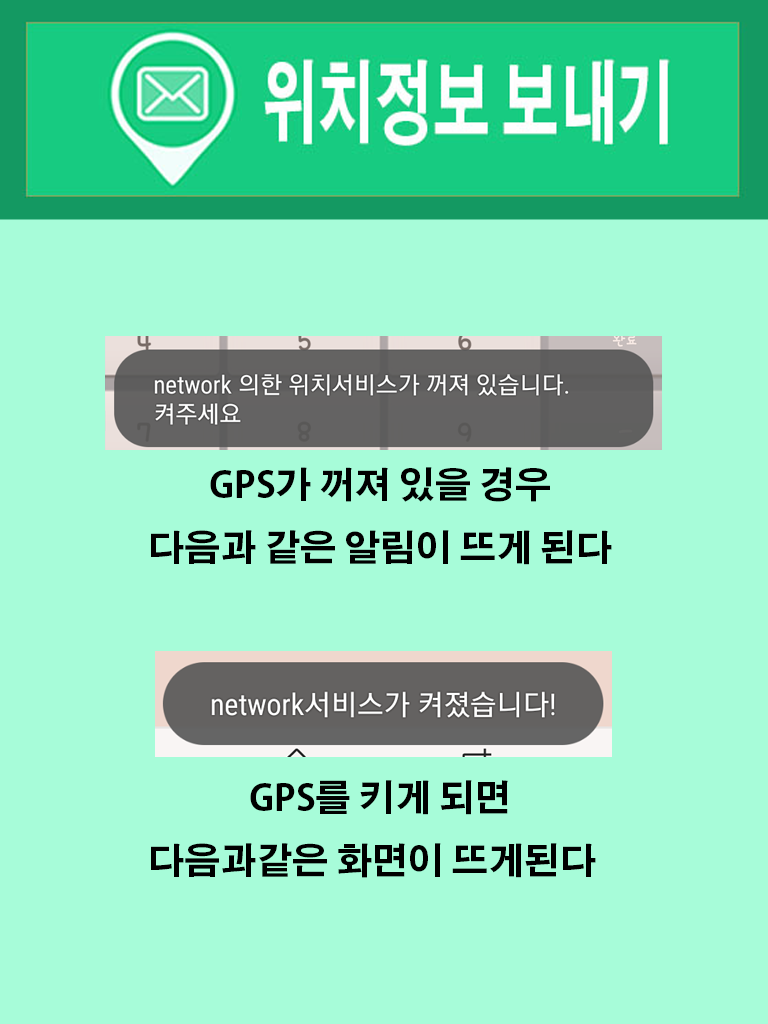 위치정보 보내기
4 5 6 완료
network 의한 위치서비스가 꺼져 있습니다.
켜주세요
7 8 9
GPS가 꺼져 있을 경우
다음과 같은 알림이 뜨게 된다
network서비스가 켜졌습니다!
GPS를 키게 되면
다음과같은 화면이 뜨게된다